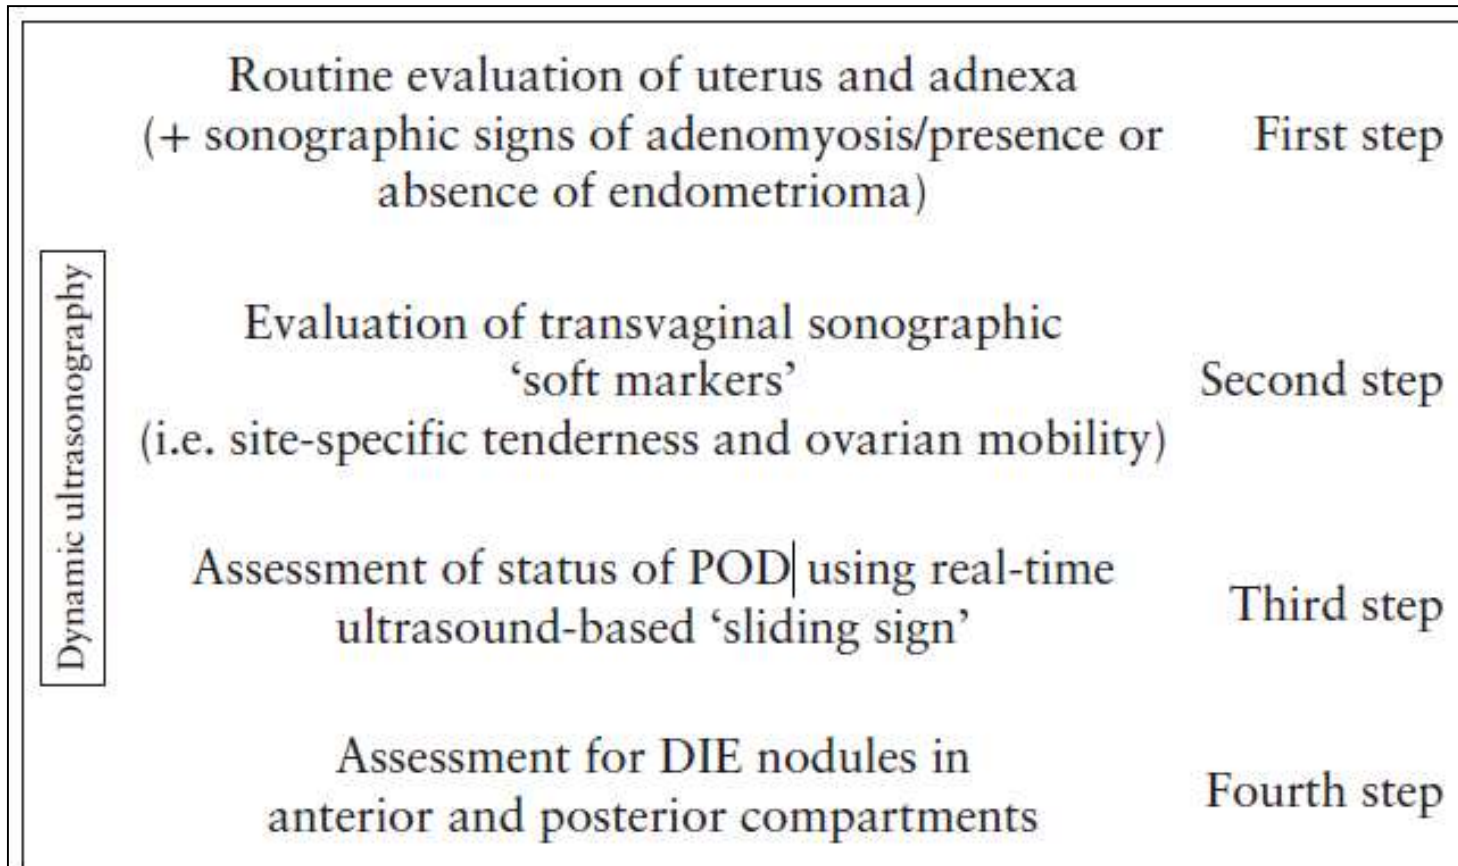 Routine evaluation of uterus and adnexa
(+ sonographic signs of adenomyosis/presence or
absence of endometrioma)
First step
Dynamic ultrasonography
Evaluation of transvaginal sonographic
‘soft markers’
(i.e. site-specific tenderness and ovarian mobility)
Second step
Assessment of status of POD using real-time
ultrasound-based ‘sliding sign’
Third step
Assessment for DIE nodules in
anterior and posterior compartments
Fourth step